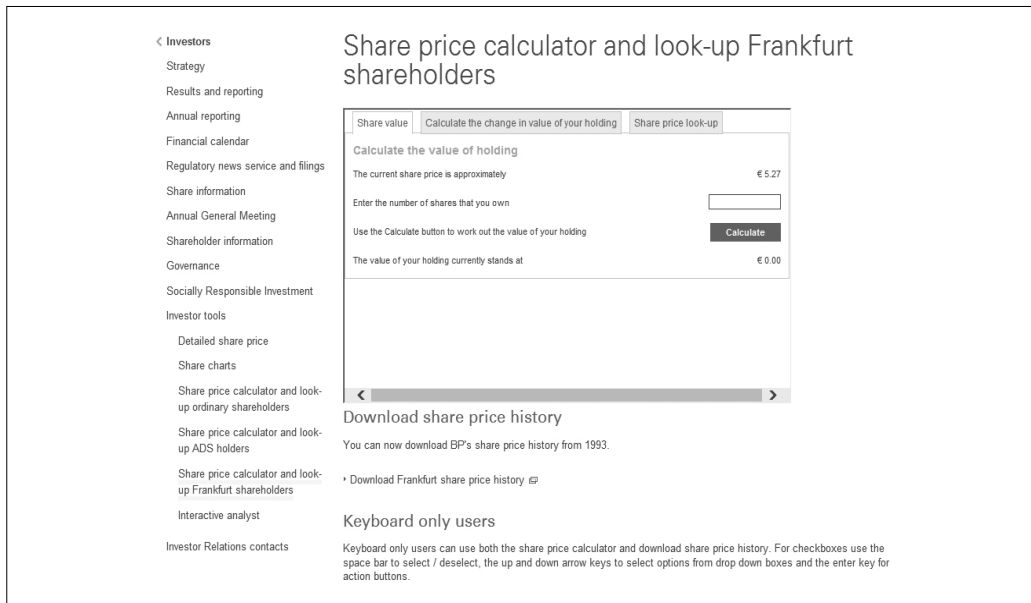 Investors
Strategy
Results and reporting
Annual reporting
Financial calendar
Regulatory news service and filings
Share information
Annual General Meeting
Shareholder information
Governance
Socially Responsible Investment
Investor tools
Detailed share price
Share charts
Share price calculator and look-
up ordinary shareholders
Share price calculator and look-
up ADS holders
Share price calculator and look-
up Frankfurt shareholders
Interactive analyst
Investor Relations contacts
Share price calculator and look-up Frankfurt
shareholders
Share value Calculate the change in value of your holding Share price look-up
Calculate the value of holding
The current share price is approximately € 5.27
Enter the number of shares that you own
Use the Calculate button to work out the value of your holding Calculate
The value of your holding currently stands at € 0.00
Download share price history
You can now download BP's share price history from 1993.
Download Frankfurt share price history
Keyboard only users
Keyboard only users can use both the share price calculator and download share price history. For checkboxes use the
space bar to select / deselect, the up and down arrow keys to select options from drop down boxes and the enter key for
action buttons.